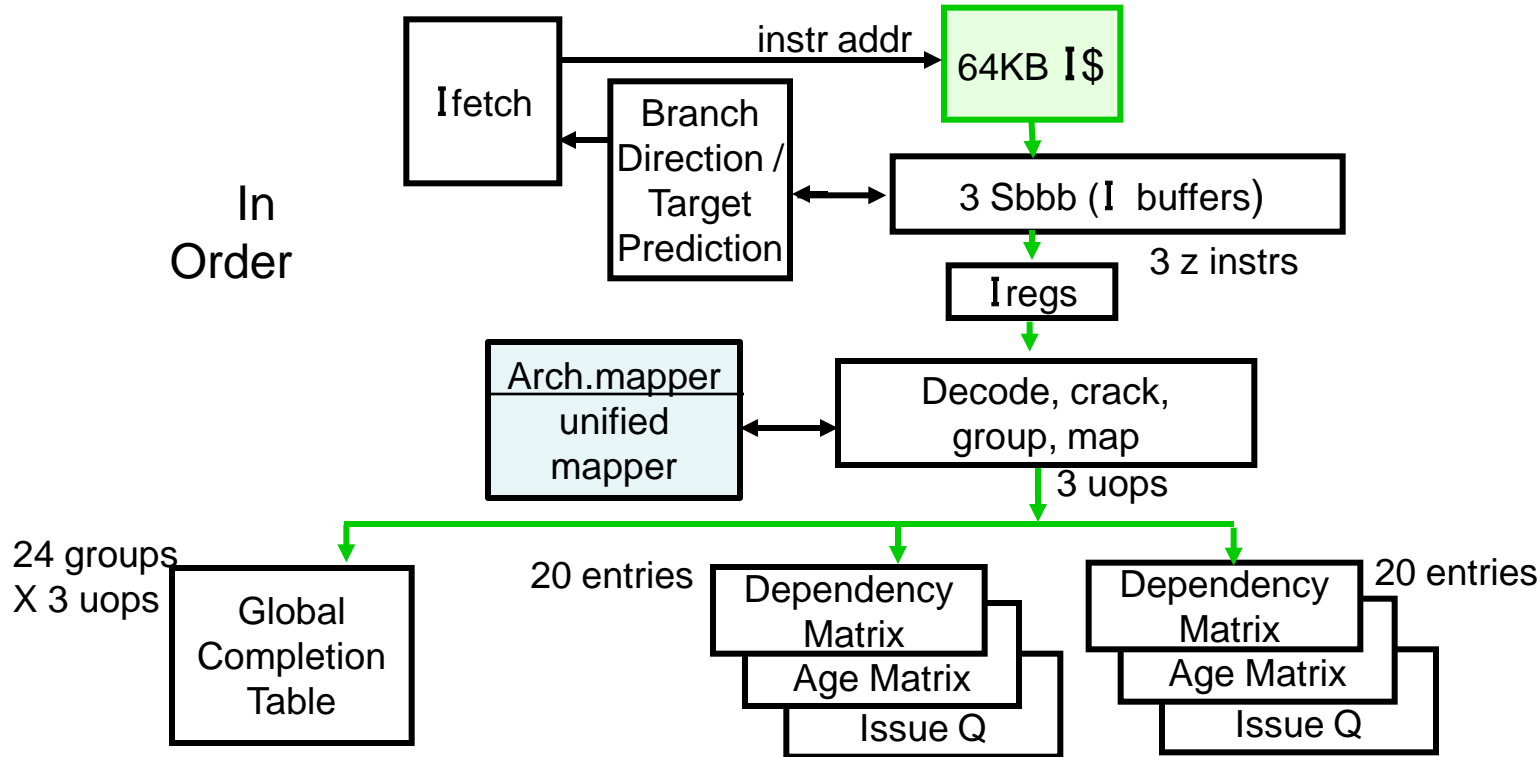 instr addr
64KB I$
Ifetch
Branch
Direction /
Target
Prediction
3 Sbbb (I buffers)
In
Order
3 z instrs
Iregs
Arch.mapper
unified
mapper
Decode, crack,
group, map
3 uops
24 groups
X 3 uops
Global
Completion
Table
20 entries
Dependency
Matrix
Age Matrix
Issue Q
Dependency
Matrix
Age Matrix
Issue Q
20 entries